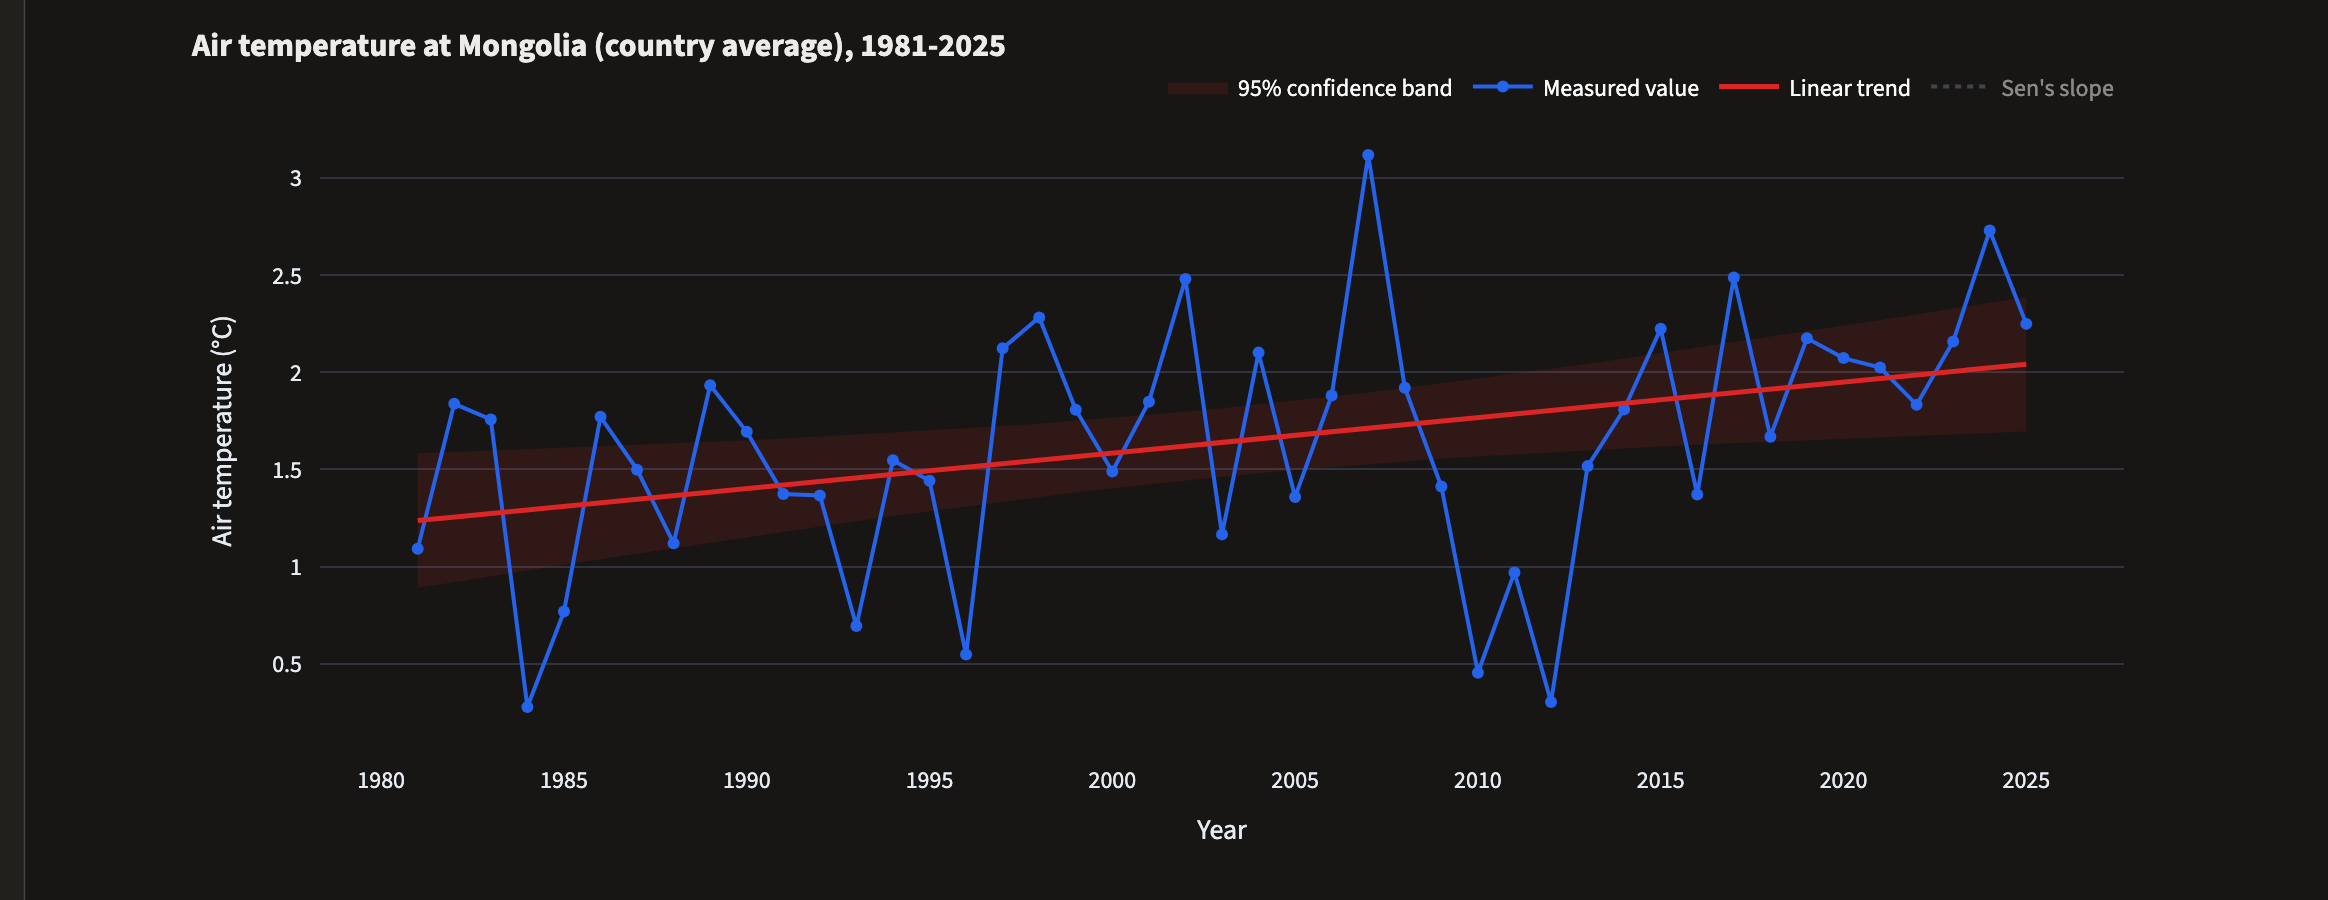 Air temperature at Mongolia (country average), 1981-2025
95% confidence band Measured value Linear trend Sen's slope
3
2.5
2
1.5
1
0.5
Air temperature (°C)
1980 1985 1990 1995 2000 2005 2010 2015 2020 2025
Year